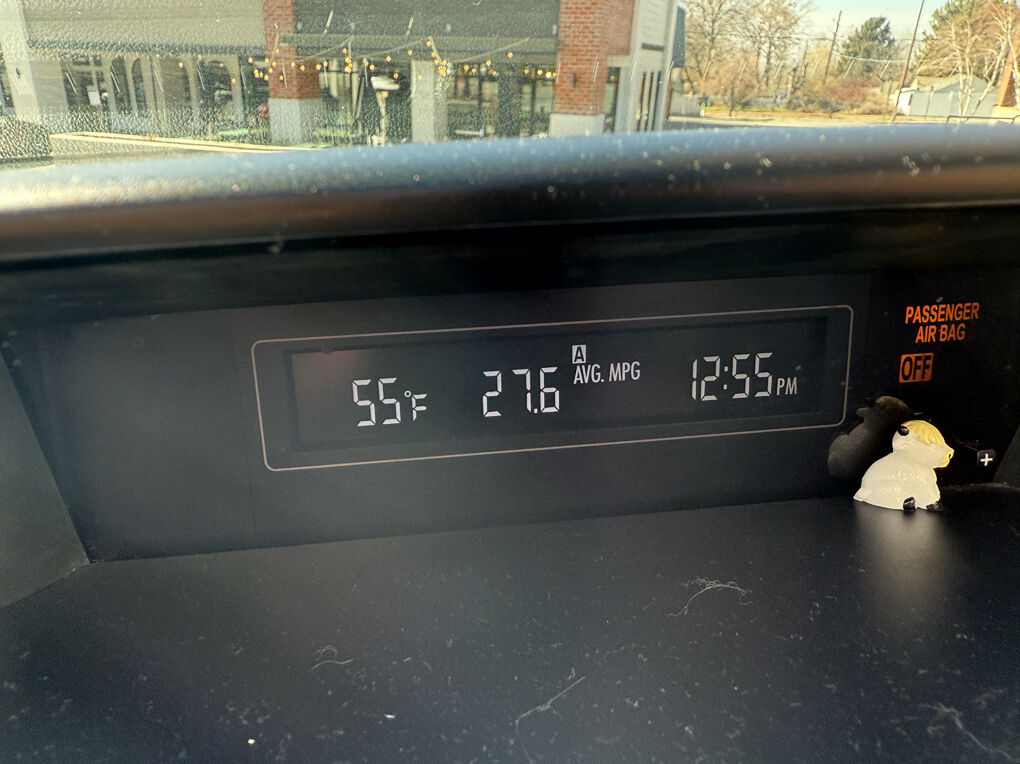 55°F 27.6 A AVG. MPG 12:55 PM
PASSENGER
AIR BAG
OFF
+